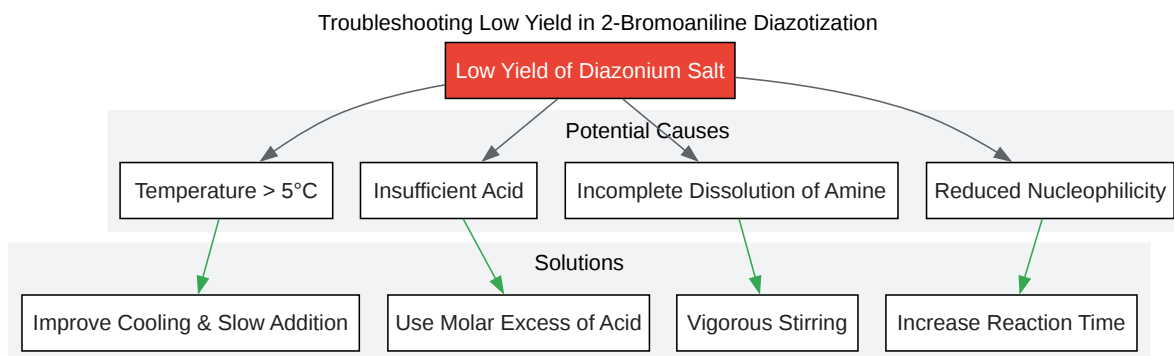 Troubleshooting Low Yield in 2-Bromoaniline Diazotization
Low Yield of Diazonium Salt
Potential Causes
Temperature > 5°C
Insufficient Acid
Incomplete Dissolution of Amine
Reduced Nucleophilicity
Solutions
Improve Cooling & Slow Addition
Use Molar Excess of Acid
Vigorous Stirring
Increase Reaction Time